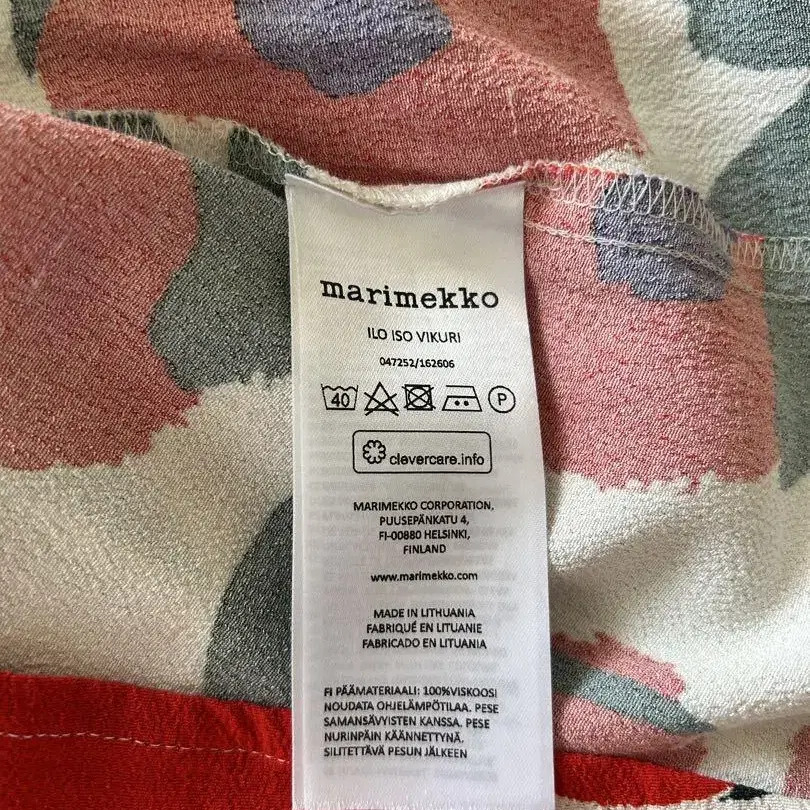 marimekko
ILO ISO VIKURI
047252/162606
40 P
clevercare.info
MARIMEKKO CORPORATION,
PUUSEPÄNKATU 4,
FI-00880 HELSINKI,
FINLAND
www.marimekko.com
MADE IN LITHUANIA
FABRIQUÉ EN LITUANIE
FABRICADO EN LITUANIA
FI PÄÄMATERIAALI: 100%VISKOOSI
NOUDATA OHJELÄMPÖTILAA. PESE
SAMANSÄVYISTEN KANSSA. PESE
NURINPÄIN KÄÄNNETTYNÄ.
SILITETTÄVÄ PESUN JÄLKEEN